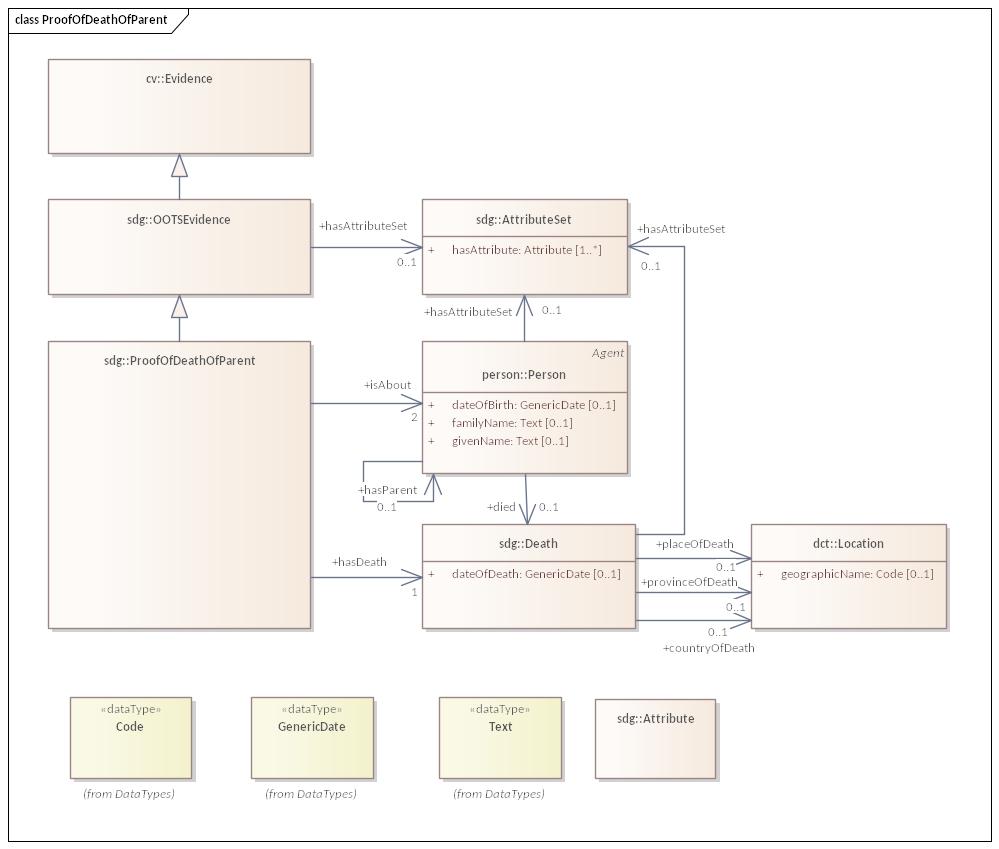 class ProofOfDeathOfParent
cv::Evidence
sdg::OOTSEvidence
+hasAttributeSet
0..1
sdg::AttributeSet
+ hasAttribute: Attribute [1..*]
+hasAttributeSet
0..1
+hasAttributeSet
0..1
sdg::ProofOfDeathOfParent
+isAbout
2
Agent
person::Person
+ dateOfBirth: GenericDate [0..1]
+ familyName: Text [0..1]
+ givenName: Text [0..1]
+hasParent
0..1
+died
0..1
+hasDeath
1
sdg::Death
+ dateOfDeath: GenericDate [0..1]
+placeOfDeath
0..1
+provinceOfDeath
0..1
0..1
+countryOfDeath
dct::Location
+ geographicName: Code [0..1]
«dataType»
Code
(from DataTypes)
«dataType»
GenericDate
(from DataTypes)
«dataType»
Text
(from DataTypes)
sdg::Attribute